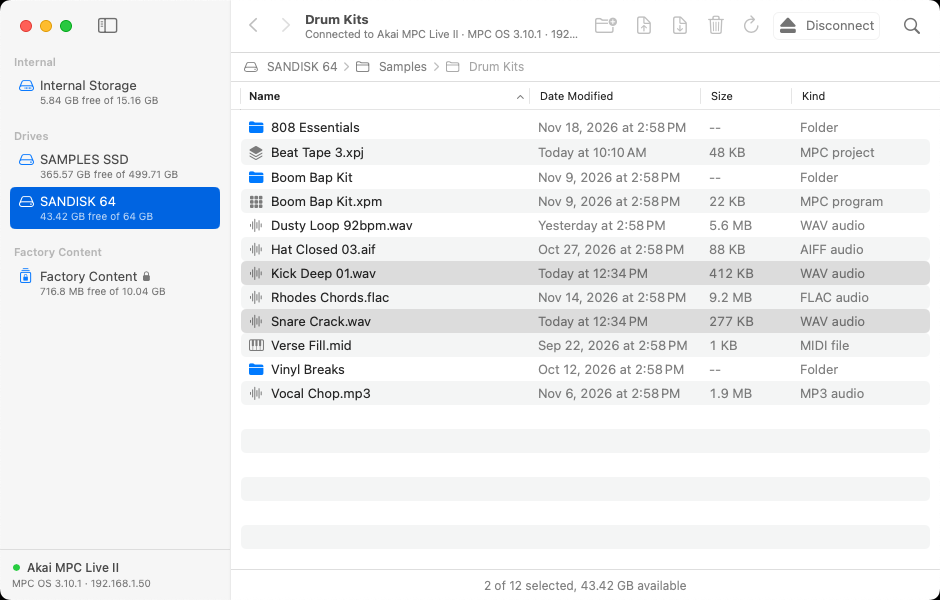 Drum Kits
Connected to Akai MPC Live II · MPC OS 3.10.1 · 192...
Disconnect
Internal
Internal Storage
5.84 GB free of 15.16 GB
Drives
SAMPLES SSD
365.57 GB free of 499.71 GB
SANDISK 64
43.42 GB free of 64 GB
Factory Content
Factory Content
716.8 MB free of 10.04 GB
Akai MPC Live II
MPC OS 3.10.1 · 192.168.1.50
SANDISK 64 Samples Drum Kits
Name Date Modified Size Kind
808 Essentials Nov 18, 2026 at 2:58 PM -- Folder
Beat Tape 3.xpj Today at 10:10 AM 48 KB MPC project
Boom Bap Kit Nov 9, 2026 at 2:58 PM -- Folder
Boom Bap Kit.xpm Nov 9, 2026 at 2:58 PM 22 KB MPC program
Dusty Loop 92bpm.wav Yesterday at 2:58 PM 5.6 MB WAV audio
Hat Closed 03.aif Oct 27, 2026 at 2:58 PM 88 KB AIFF audio
Kick Deep 01.wav Today at 12:34 PM 412 KB WAV audio
Rhodes Chords.flac Nov 14, 2026 at 2:58 PM 9.2 MB FLAC audio
Snare Crack.wav Today at 12:34 PM 277 KB WAV audio
Verse Fill.mid Sep 22, 2026 at 2:58 PM 1 KB MIDI file
Vinyl Breaks Oct 12, 2026 at 2:58 PM -- Folder
Vocal Chop.mp3 Nov 6, 2026 at 2:58 PM 1.9 MB MP3 audio
2 of 12 selected, 43.42 GB available